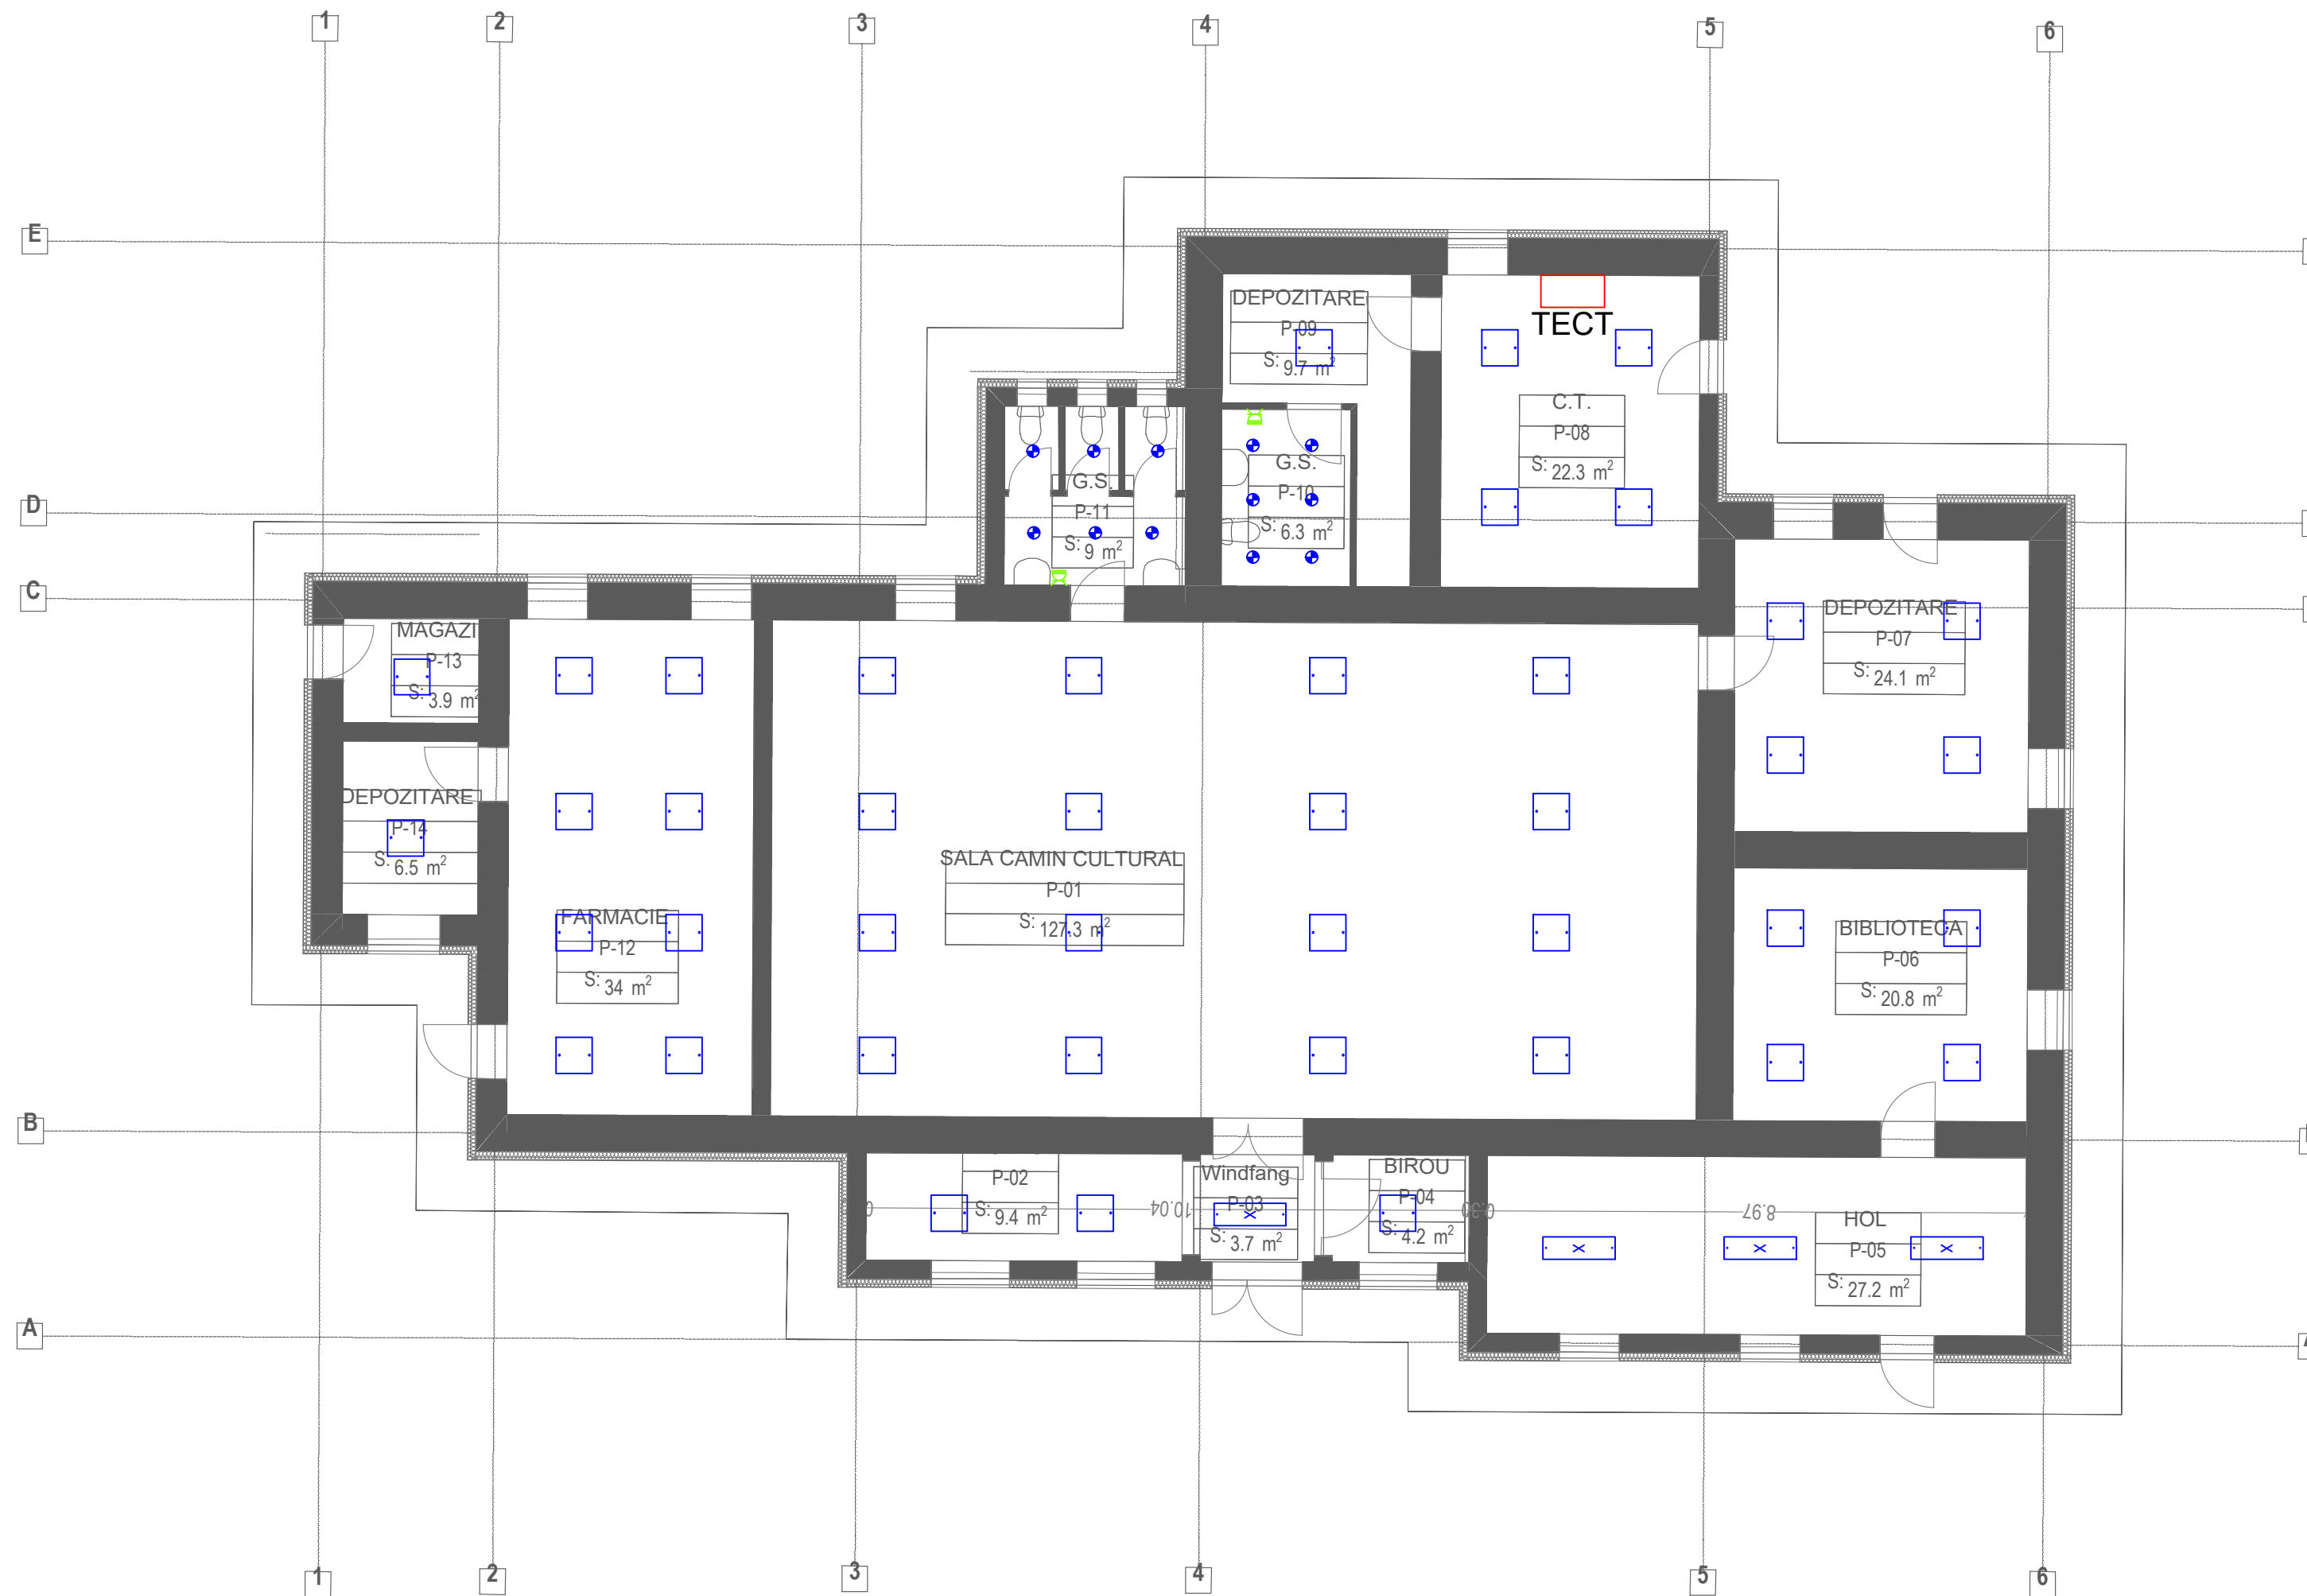 1
2
3
4
5
6
E
D
C
B
A
DEPOZITARE
P-09
S: 9.7 m²
TECT
C.T.
P-08
S: 22.3 m²
G.S.
P-10
S: 6.3 m²
G.S.
P-11
S: 9 m²
MAGAZI
P-13
S: 3.9 m²
DEPOZITARE
P-07
S: 24.1 m²
DEPOZITARE
P-14
S: 6.5 m²
SALA CAMIN CULTURAL
P-01
S: 127.3 m²
FARMACIE
P-12
S: 34 m²
BIBLIOTECA
P-06
S: 20.8 m²
P-02
S: 9.4 m²
Windfang
P-03
S: 3.7 m²
BIROU
P-04
S: 4.2 m²
10.04
0.30
8.97
HOL
P-05
S: 27.2 m²
1
2
3
4
5
6